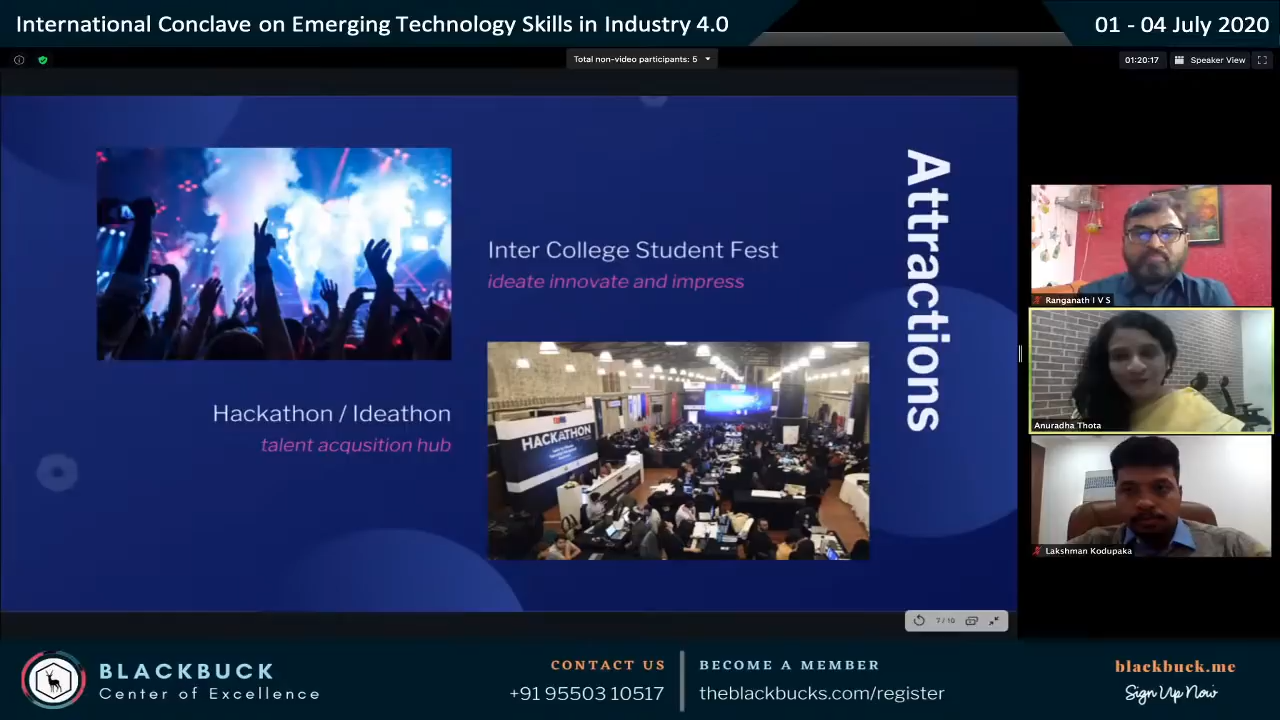 International Conclave on Emerging Technology Skills in Industry 4.0
01 - 04 July 2020
Total non-video participants: 5
01:20:17
Speaker View
Attractions
Inter College Student Fest
ideate innovate and impress
Hackathon / Ideathon
talent acqusition hub
HACKATHON
Ranganath I V S
Anuradha Thota
Lakshman Kodupaka
7 / 10
BLACKBUCK
Center of Excellence
CONTACT US
+91 95503 10517
BECOME A MEMBER
theblackbucks.com/register
blackbuck.me
Sign Up Now